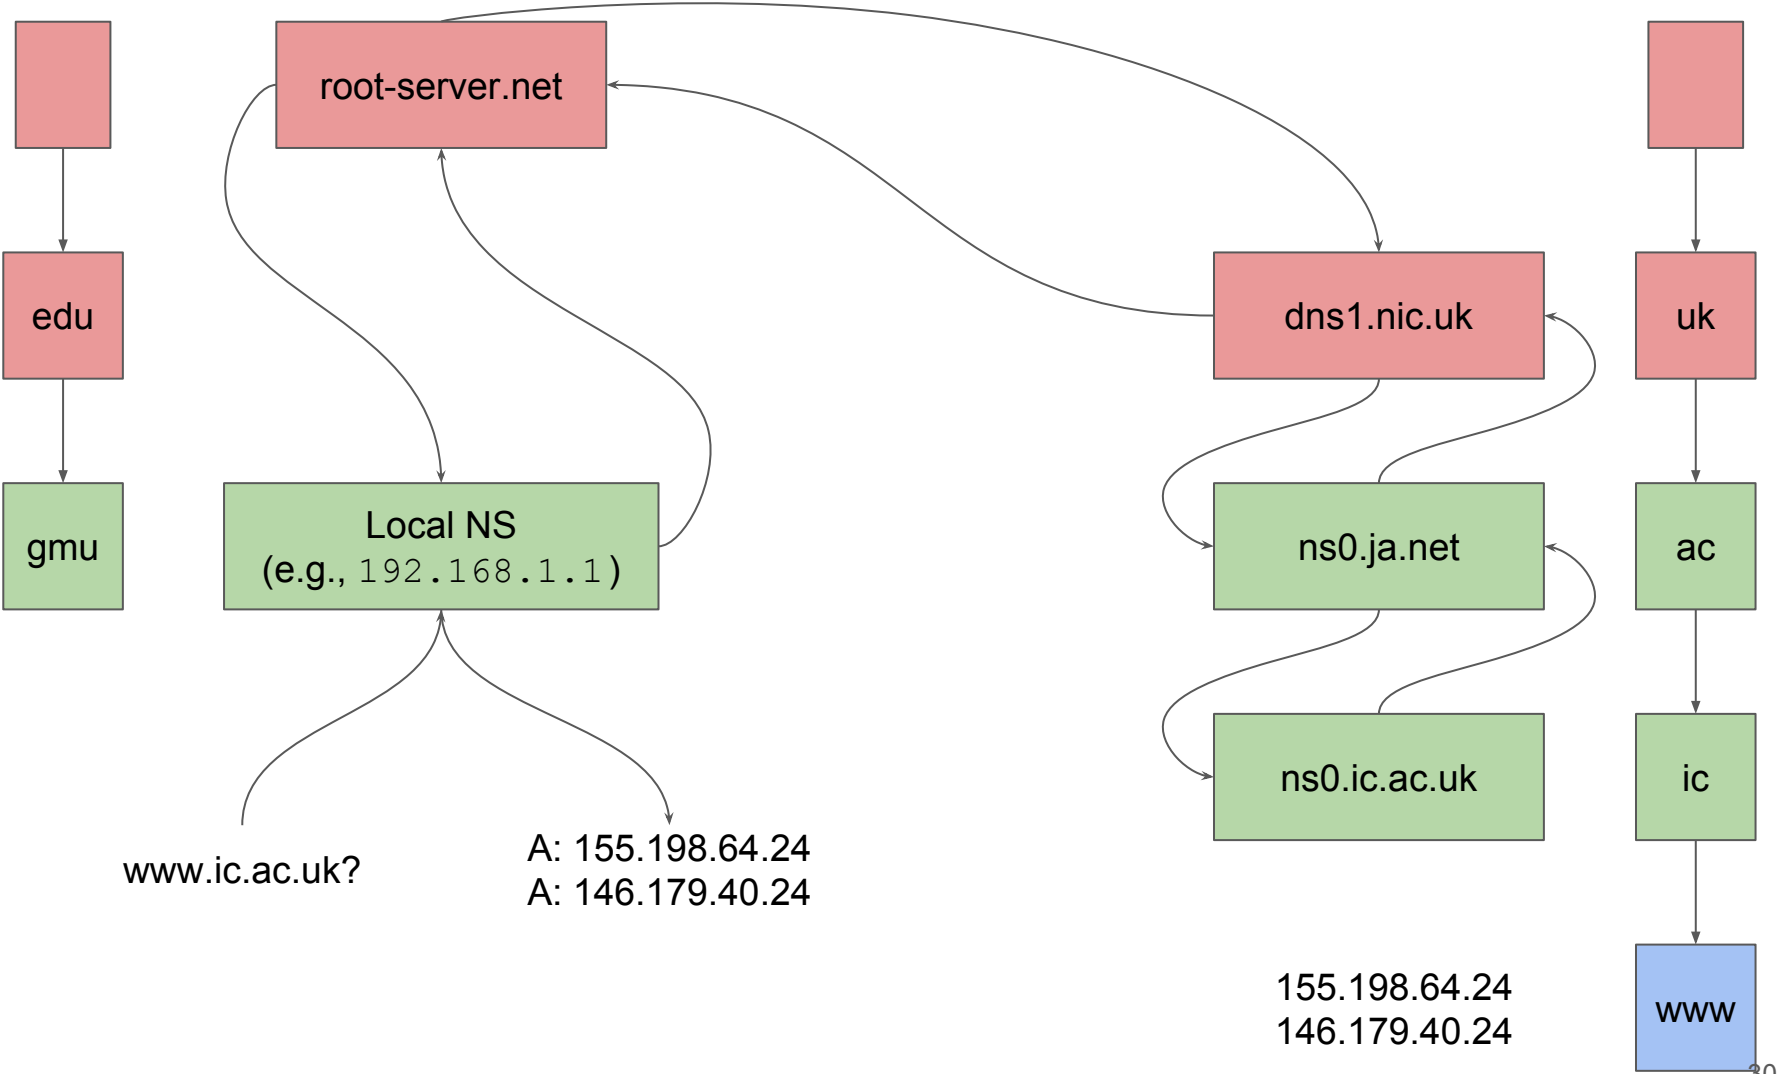 root-server.net
edu
dns1.nic.uk
uk
gmu
Local NS
(e.g., 192.168.1.1)
ns0.ja.net
ac
ns0.ic.ac.uk
ic
www.ic.ac.uk?
A: 155.198.64.24
A: 146.179.40.24
155.198.64.24
146.179.40.24
www
30